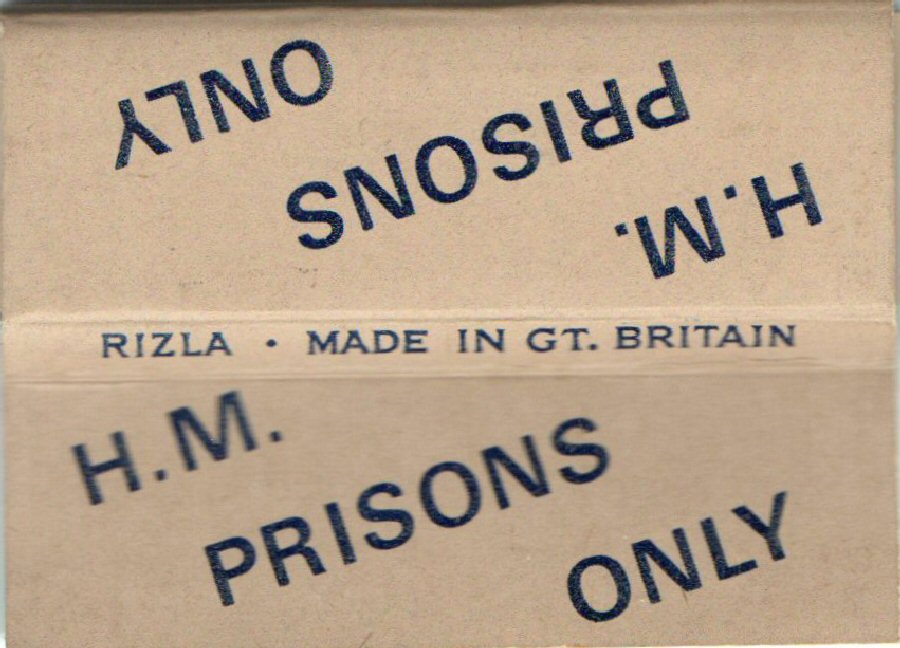 H.M.
PRISONS
ONLY
RIZLA · MADE IN GT. BRITAIN
H.M.
PRISONS
ONLY